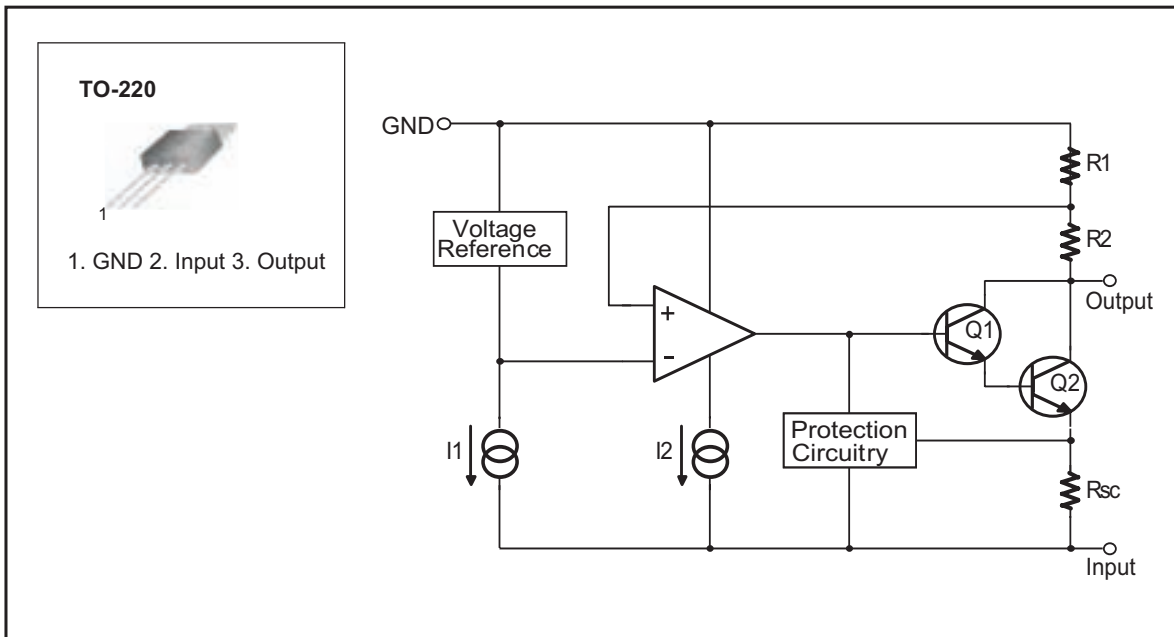 TO-220
1
1. GND 2. Input 3. Output
GND
R1
Voltage
Reference
R2
Output
+
-
Q1
Q2
I1
I2
Protection
Circuitry
Rsc
Input